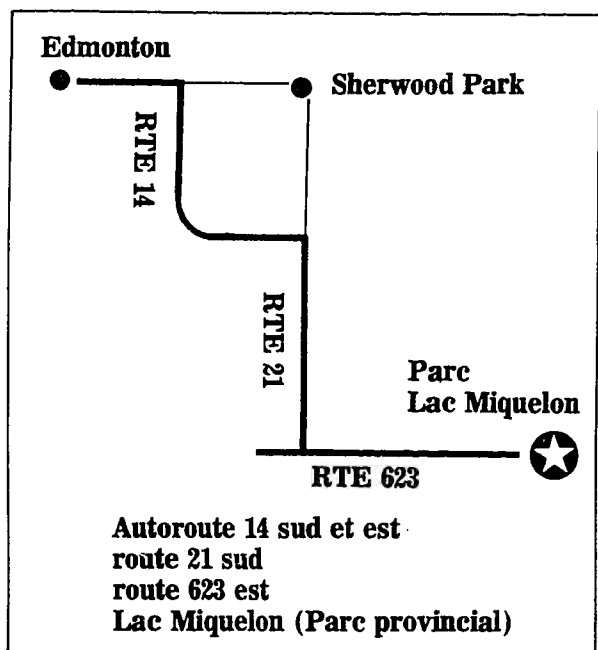 Edmonton
Sherwood Park
RTE 14
RTE 21
Parc
Lac Miquelon
RTE 623
Autoroute 14 sud et est
route 21 sud
route 623 est
Lac Miquelon (Parc provincial)